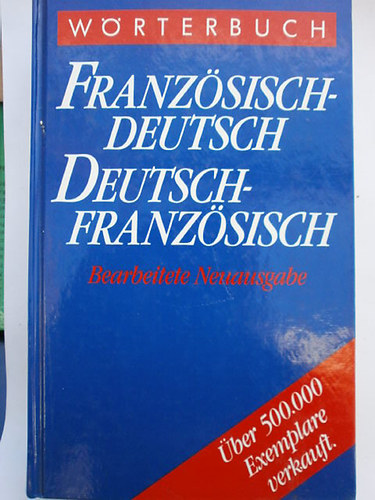 WÖRTERBUCH
FRANZÖSISCH-
DEUTSCH
DEUTSCH-
FRANZÖSISCH
Bearbeitete Neuausgabe
Über 500.000
Exemplare
verkauft.